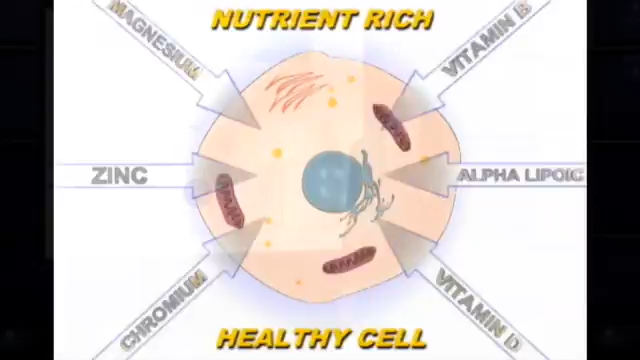 NUTRIENT RICH
MAGNESIUM
VITAMIN B
ZINC
ALPHA LIPOIC
CHROMIUM
VITAMIN D
HEALTHY CELL